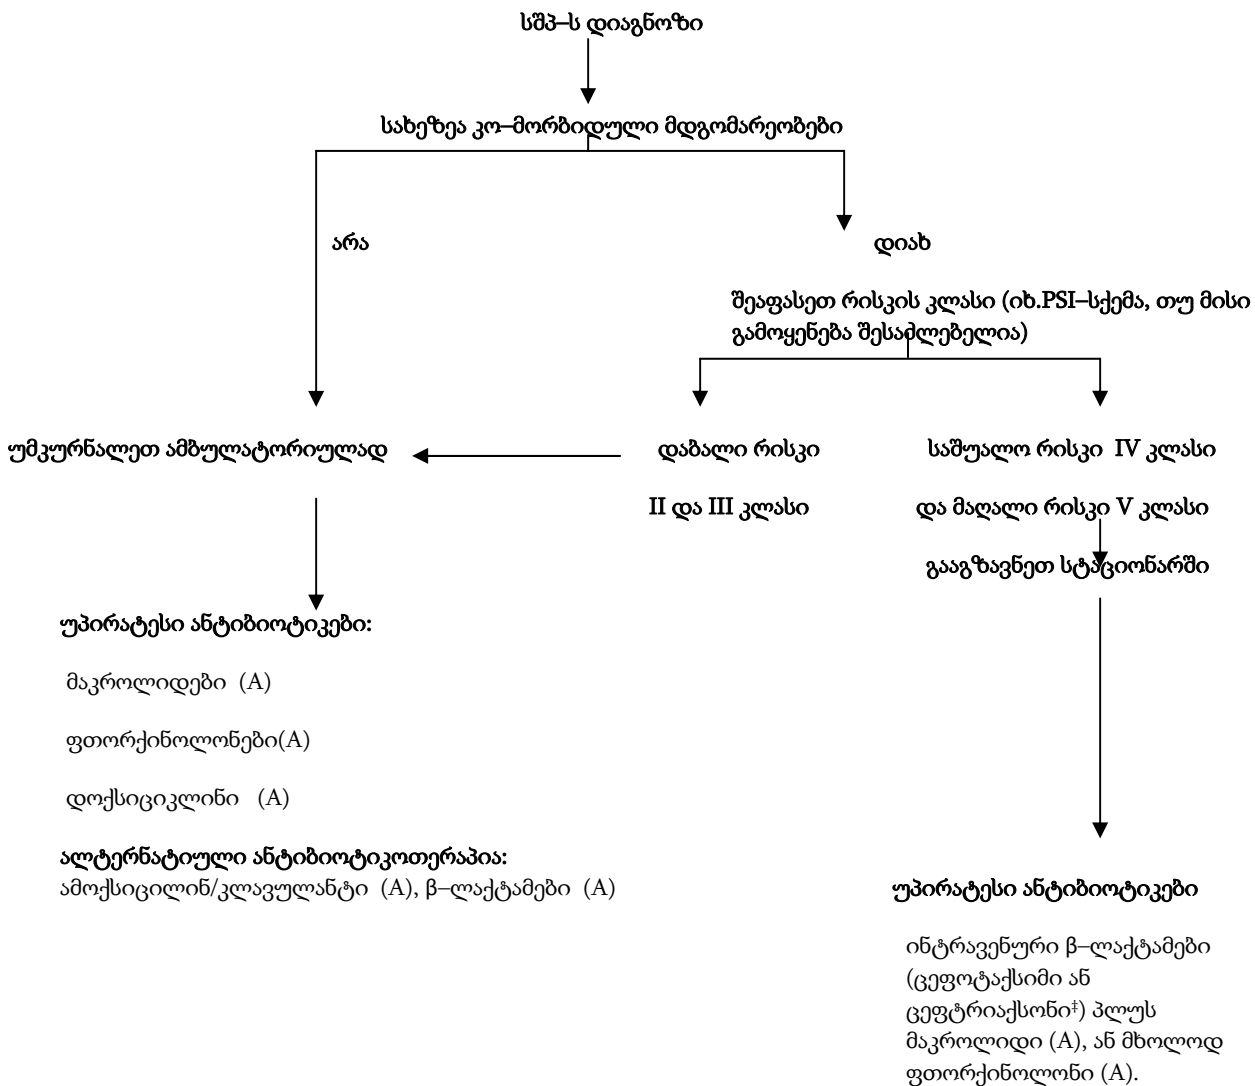 სშპ–ს დიაგნოზი
სახეზეა კო–მორბიდული მდგომარეობები
არა
დიახ
შეაფასეთ რისკის კლასი (იხ.PSI–სქემა, თუ მისი
გამოყენება შესაძლებელია)
უმკურნალეთ ამბულატორიულად
დაბალი რისკი
II და III კლასი
საშუალო რისკი IV კლასი
და მაღალი რისკი V კლასი
გააგზავნეთ სტაციონარში
უპირატესი ანტიბიოტიკები:
მაკროლიდები (A)
ფთორქინოლონები(A)
დოქსიციკლინი (A)
ალტერნატიული ანტიბიოტიკოთერაპია:
ამოქსიცილინ/კლავულანტი (A), β–ლაქტამები (A)
უპირატესი ანტიბიოტიკები
ინტრავენური β–ლაქტამები
(ცეფოტაქსიმი ან
ცეფტრიაქსონი‡) პლუს
მაკროლიდი (A), ან მხოლოდ
ფთორქინოლონი (A).